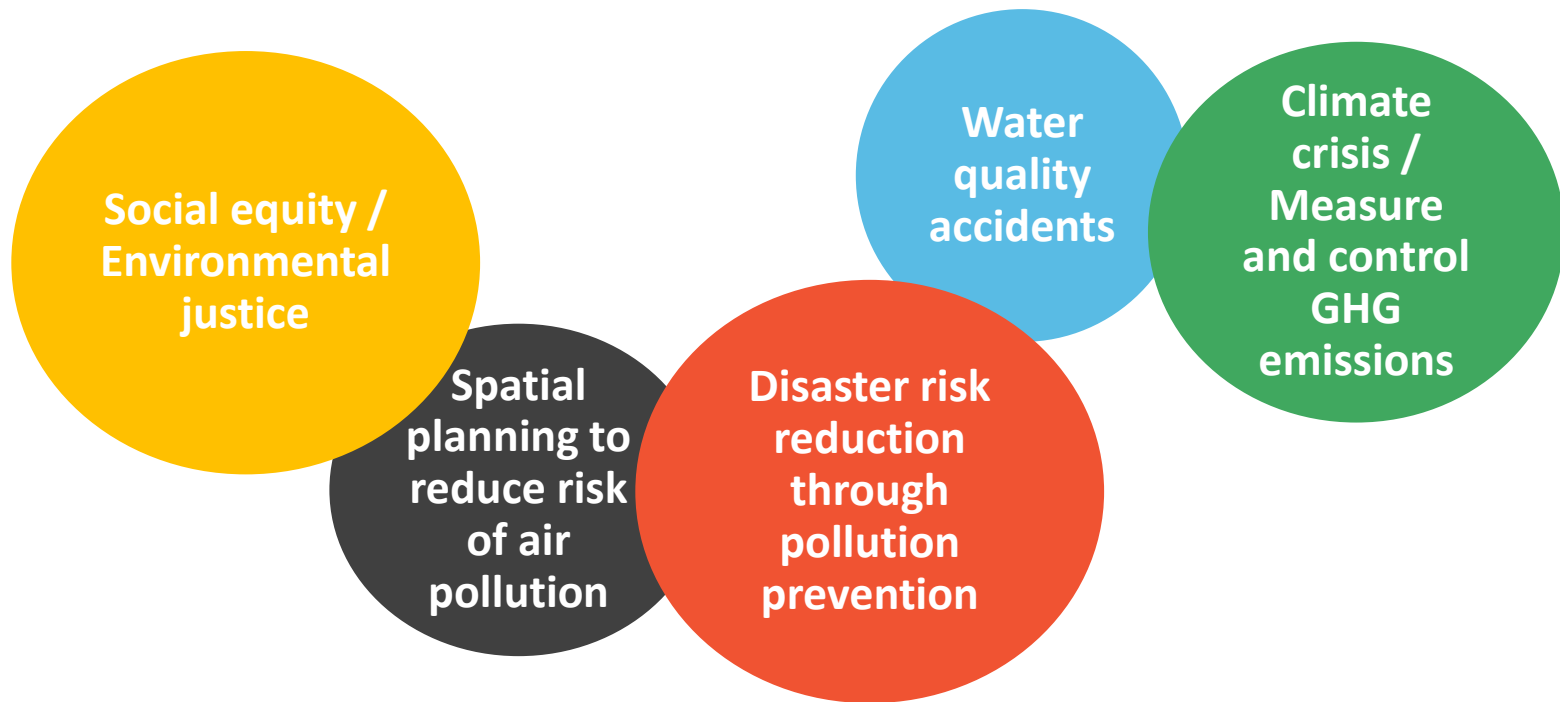 Social equity /
Environmental
justice
Spatial
planning to
reduce risk
of air
pollution
Disaster risk
reduction
through
pollution
prevention
Water
quality
accidents
Climate
crisis /
Measure
and control
GHG
emissions